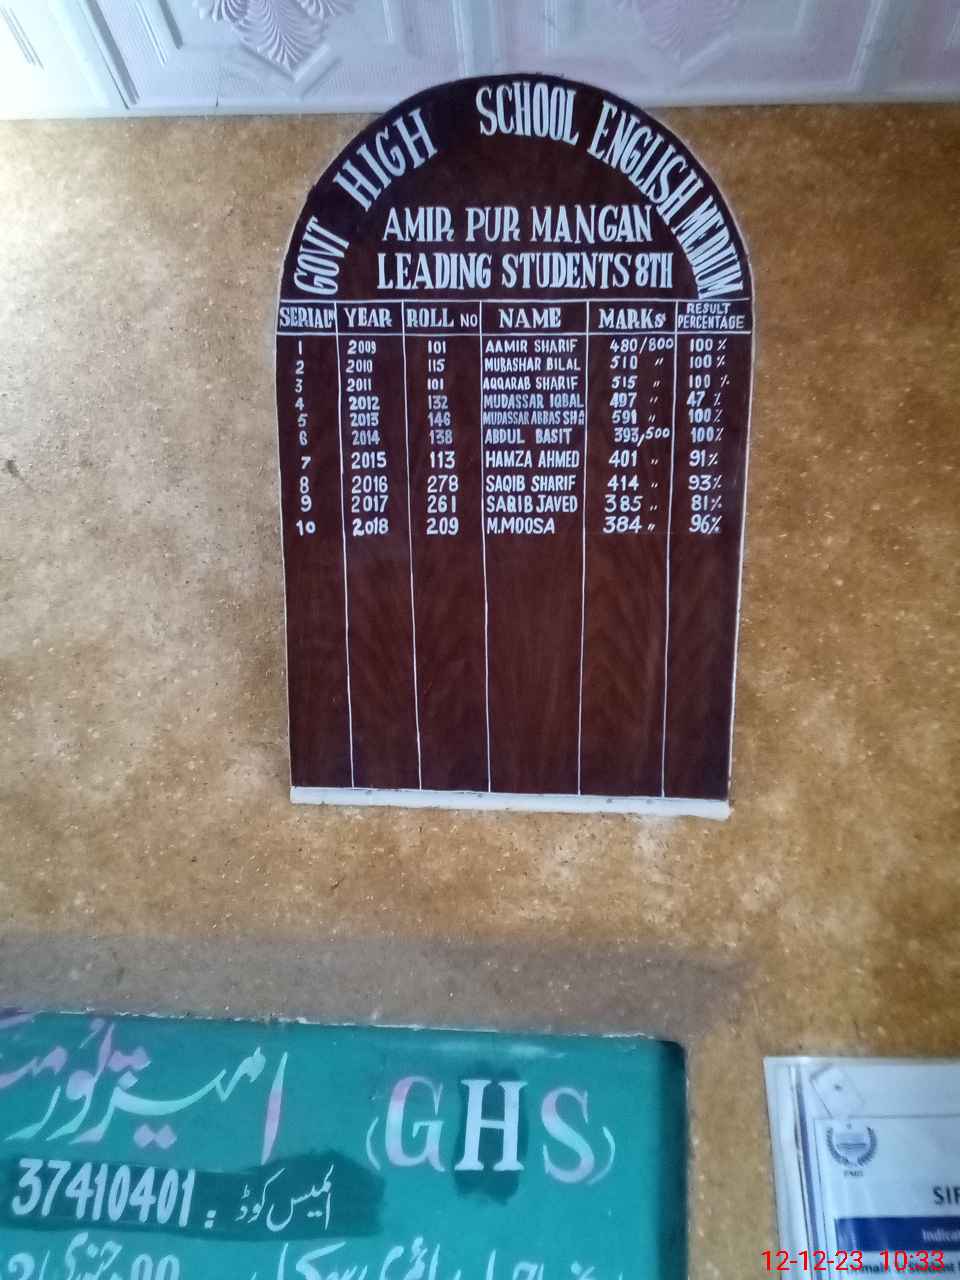 GOVT HIGH SCHOOL ENGLISH MEDIUM
AMIR PUR MANGAN
LEADING STUDENTS 8TH
SERIAL Nº YEAR ROLL NO NAME MARKS RESULT PERCENTAGE
1 2009 101 AAMIR SHARIF 480/800 100 %
2 2010 115 MUBASHAR BILAL 510 " 100 %
3 2011 101 AQQARAB SHARIF 515 " 100 %
4 2012 132 MUDASSAR IQBAL 497 " 47 %
5 2013 146 MUDASSAR ABBAS SHA 591 " 100%
6 2014 138 ABDUL BASIT 393/500 100%
7 2015 113 HAMZA AHMED 401 " 91%
8 2016 278 SAQIB SHARIF 414 " 93%
9 2017 261 SAQIB JAVED 385 " 81%
10 2018 209 M.MOOSA 384 " 96%
(GHS) امیر پور
ایمیس کوڈ : 37410401
12-12-23 10:33